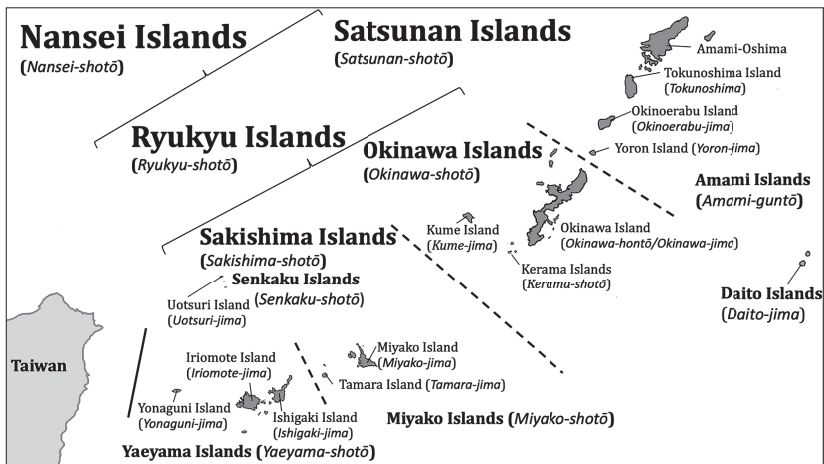 Nansei Islands
(Nansei-shotō)
Satsunan Islands
(Satsunan-shotō)
Amami-Oshima
Tokunoshima Island
(Tokunoshima)
Okinoerabu Island
(Okinoerabu-jima)
Yoron Island (Yoron-jima)
Amami Islands
(Amami-guntō)
Ryukyu Islands
(Ryukyu-shotō)
Okinawa Islands
(Okinawa-shotō)
Kume Island
(Kume-jima)
Okinawa Island
(Okinawa-hontō/Okinawa-jima)
Kerama Islands
(Kerama-shotō)
Daito Islands
(Daito-jima)
Sakishima Islands
(Sakishima-shotō)
Senkaku Islands
(Senkaku-shotō)
Uotsuri Island
(Uotsuri-jima)
Taiwan
Miyako Island
(Miyako-jima)
Tamara Island (Tamara-jima)
Miyako Islands (Miyako-shotō)
Iriomote Island
(Iriomote-jima)
Yonaguni Island
(Yonaguni-jima)
Ishigaki Island
(Ishigaki-jima)
Yaeyama Islands (Yaeyama-shotō)